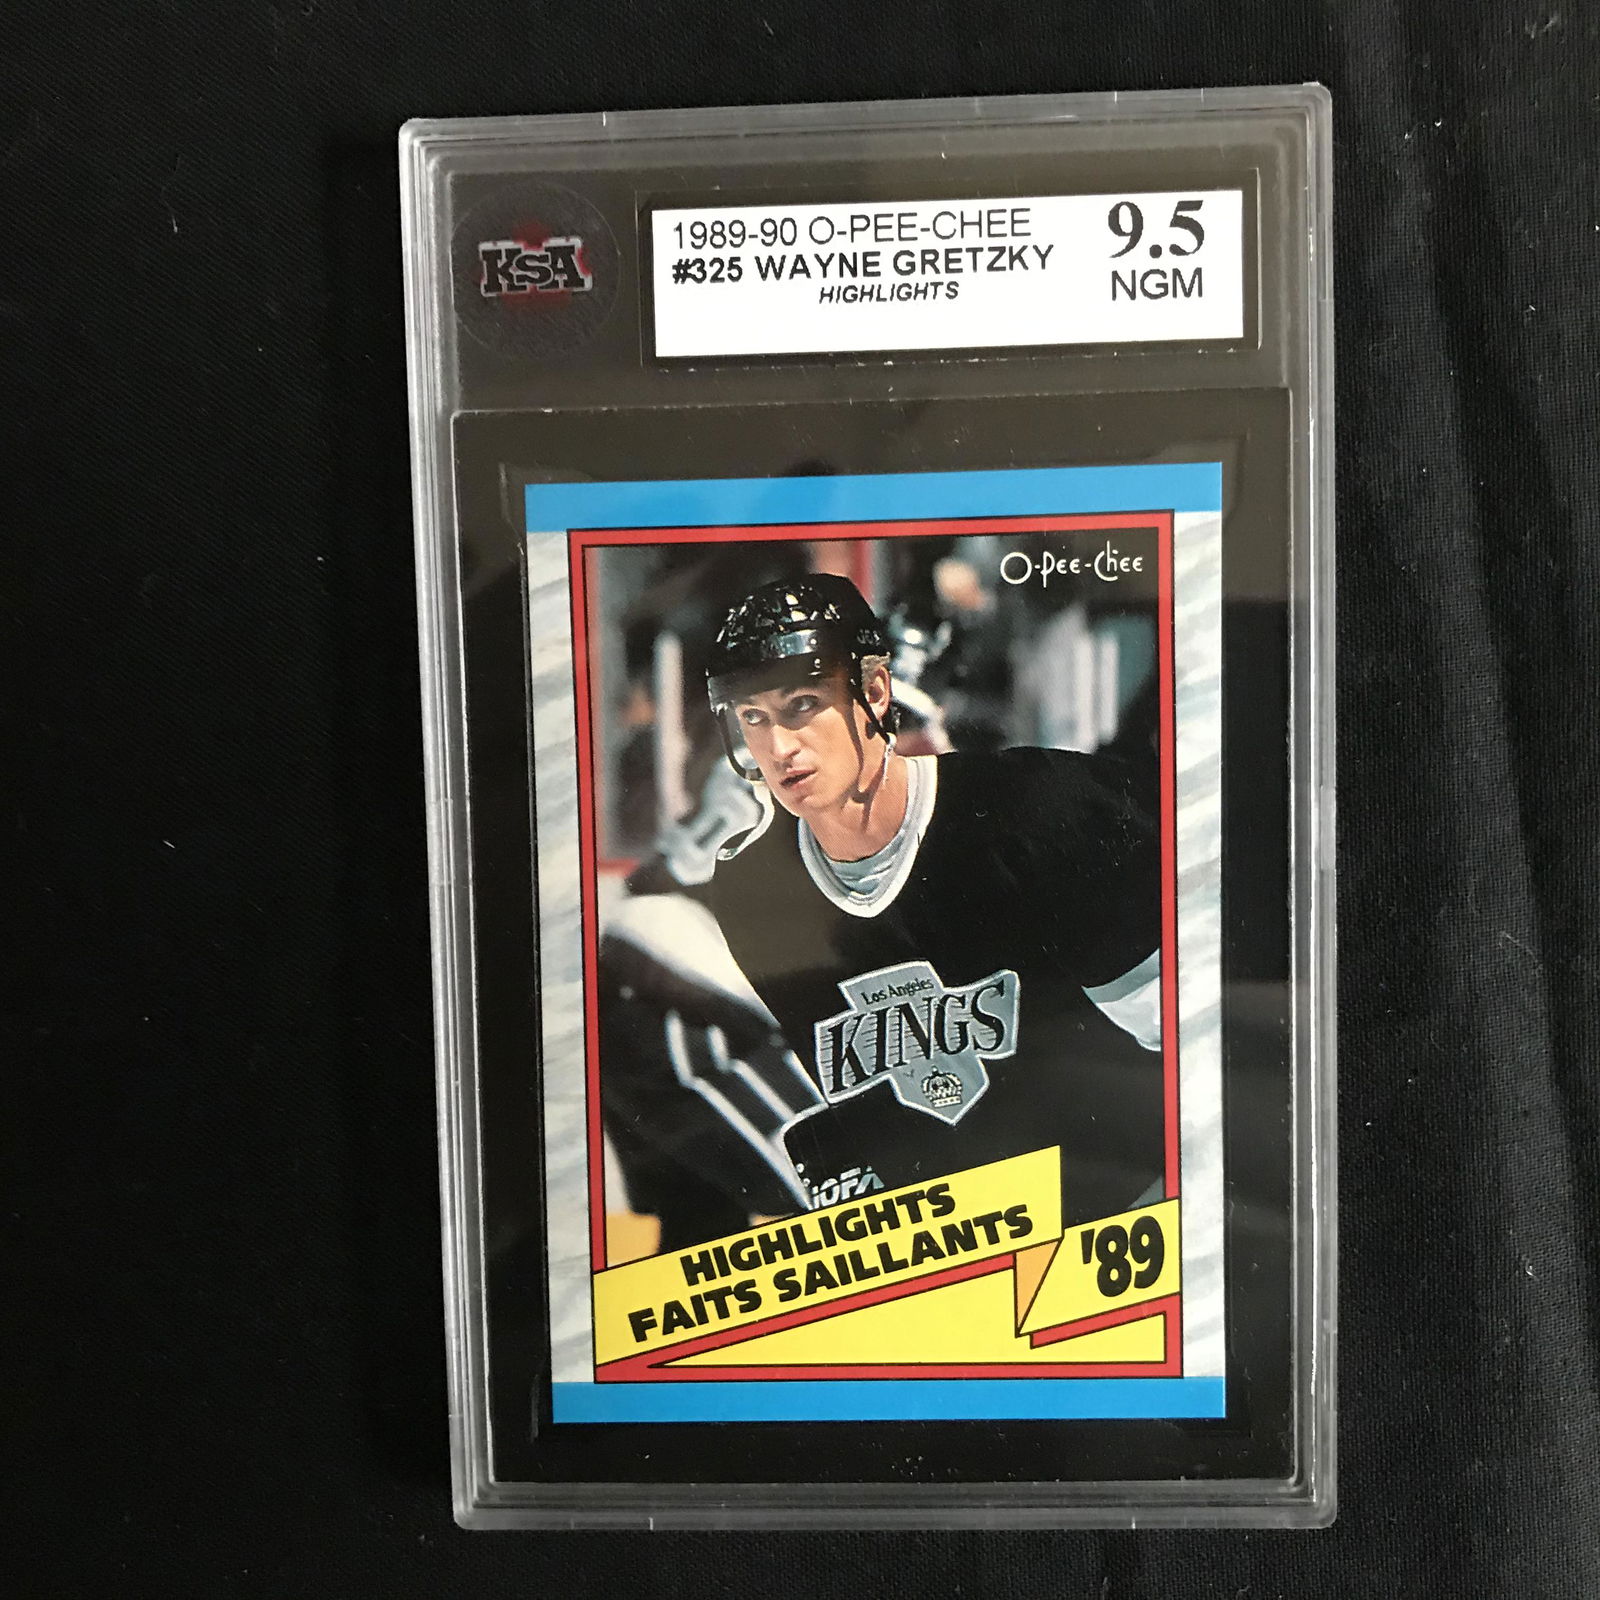 KSA
1989-90 O-PEE-CHEE
#325 WAYNE GRETZKY
HIGHLIGHTS
9.5
NGM
O-Pee-Chee
Los Angeles
KINGS
HIGHLIGHTS
FAITS SAILLANTS
'89